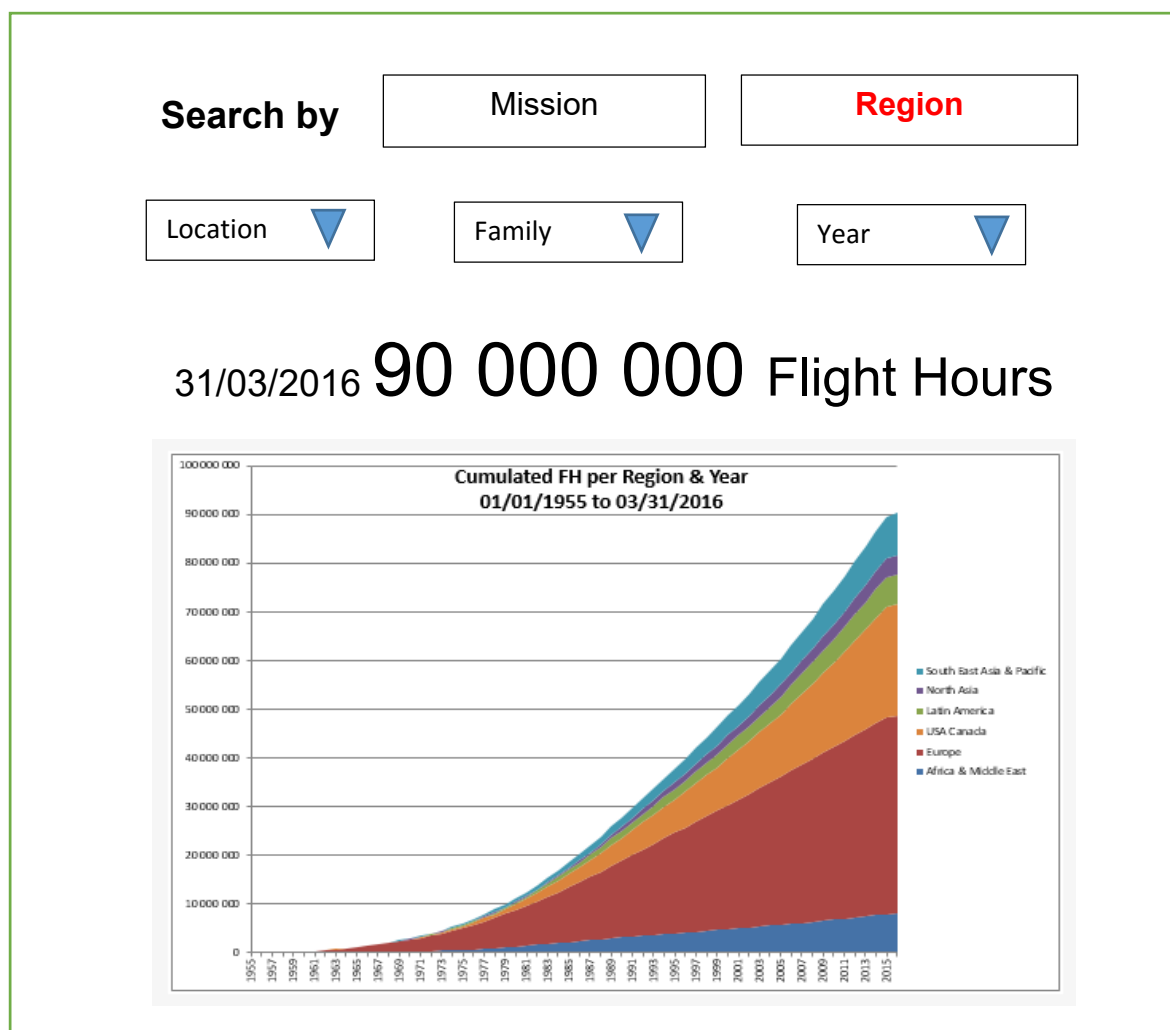 Search by Mission Region
Location Family Year
31/03/2016 90 000 000 Flight Hours
Cumulated FH per Region & Year
01/01/1955 to 03/31/2016
100 000 000
90 000 000
80 000 000
70 000 000
60 000 000
50 000 000
40 000 000
30 000 000
20 000 000
10 000 000
0
South East Asia & Pacific
North Asia
Latin America
USA Canada
Europe
Africa & Middle East
1955 1957 1959 1961 1963 1965 1967 1969 1971 1973 1975 1977 1979 1981 1983 1985 1987 1989 1991 1993 1995 1997 1999 2001 2003 2005 2007 2009 2011 2013 2015